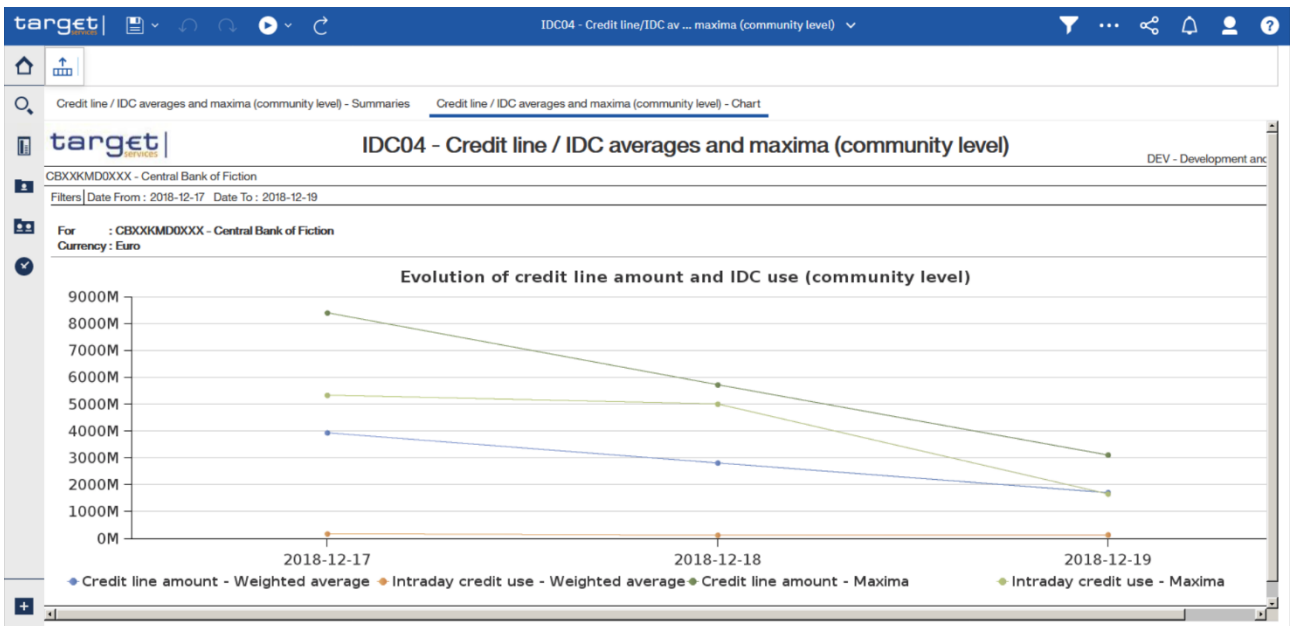 target|
services
IDC04 - Credit line/IDC av ... maxima (community level)
Credit line / IDC averages and maxima (community level) - Summaries
Credit line / IDC averages and maxima (community level) - Chart
target|
services
IDC04 - Credit line / IDC averages and maxima (community level)
DEV - Development and
CBXXKMD0XXX - Central Bank of Fiction
Filters Date From : 2018-12-17 Date To : 2018-12-19
For : CBXXKMD0XXX - Central Bank of Fiction
Currency : Euro
Evolution of credit line amount and IDC use (community level)
9000M
8000M
7000M
6000M
5000M
4000M
3000M
2000M
1000M
0M
2018-12-17 2018-12-18 2018-12-19
Credit line amount - Weighted average Intraday credit use - Weighted average Credit line amount - Maxima Intraday credit use - Maxima